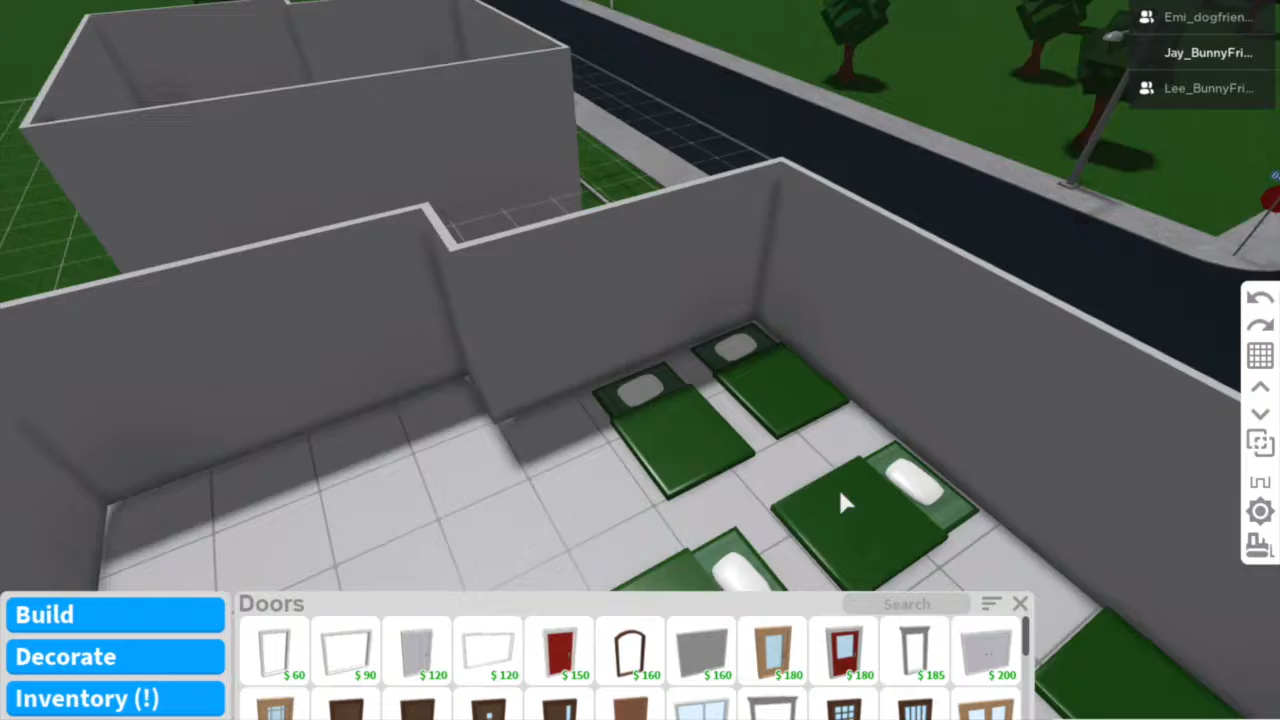 Emi_dogfrien...
Jay_BunnyFri...
Lee_BunnyFri...
Build
Decorate
Inventory (!)
Doors
Search
$ 60
$ 90
$ 120
$ 120
$ 150
$ 160
$ 160
$ 180
$ 180
$ 185
$ 200